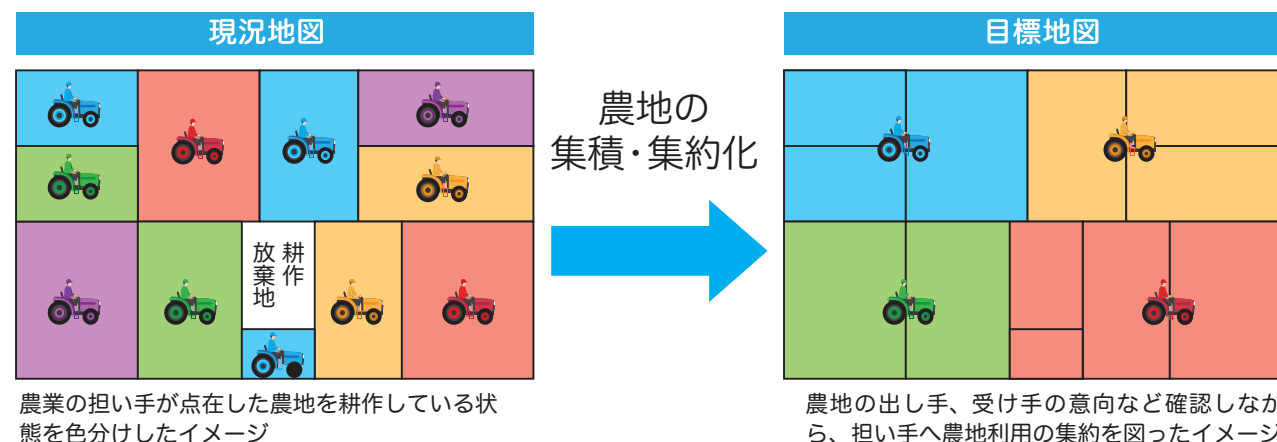 現況地図
目標地図
農地の
集積・集約化
耕作
放棄地
農業の担い手が点在した農地を耕作している状
態を色分けしたイメージ
農地の出し手、受け手の意向など確認しなが
ら、担い手へ農地利用の集約を図ったイメージ